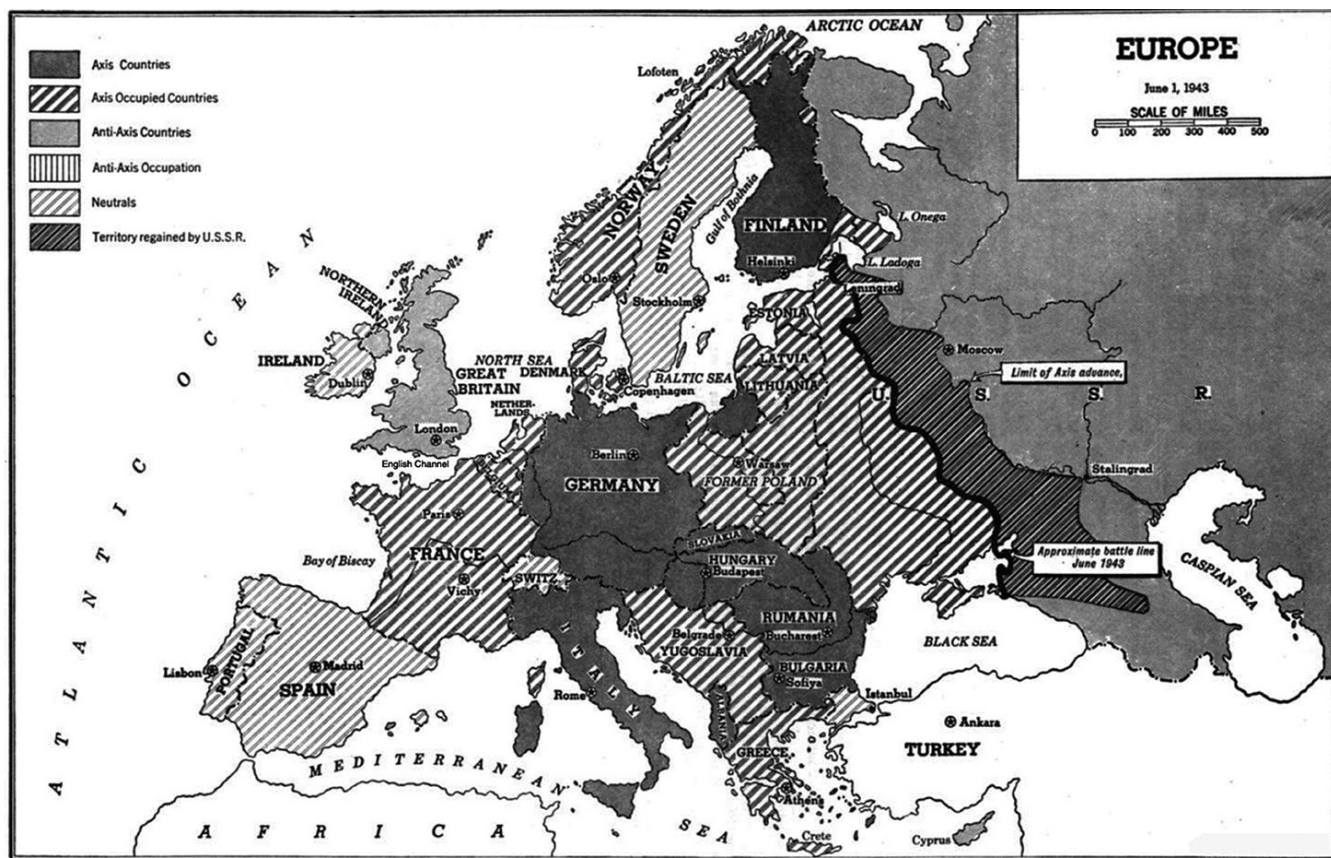 EUROPE
June 1, 1943
SCALE OF MILES
0 100 200 300 400 500
Axis Countries
Axis Occupied Countries
Anti-Axis Countries
Anti-Axis Occupation
Neutrals
Territory regained by U.S.S.R.
ARCTIC OCEAN
Lofoten
NORWAY
SWEDEN
Gulf of Bothnia
FINLAND
L. Onega
L. Ladoga
Oslo
Stockholm
Helsinki
Leningrad
ESTONIA
Moscow
NORTHERN
IRELAND
IRELAND
Dublin
NORTH SEA
GREAT
BRITAIN
DENMARK
Copenhagen
BALTIC SEA
LATVIA
LITHUANIA
Limit of Axis advance,
U. S. S. R.
NETHER-
LANDS
London
English Channel
BELGIUM
Berlin
GERMANY
Warsaw
FORMER POLAND
Stalingrad
Paris
FRANCE
Bay of Biscay
Vichy
SWITZ.
SLOVAKIA
HUNGARY
Budapest
Approximate battle line
June 1943
CASPIAN SEA
RUMANIA
Bucharest
Belgrade
YUGOSLAVIA
BLACK SEA
ITALY
Rome
BULGARIA
Sofiya
Istanbul
Lisbon
PORTUGAL
Madrid
SPAIN
ALBANIA
GREECE
Athens
Ankara
TURKEY
ATLANTIC OCEAN
MEDITERRANEAN SEA
AFRICA
Crete
Cyprus